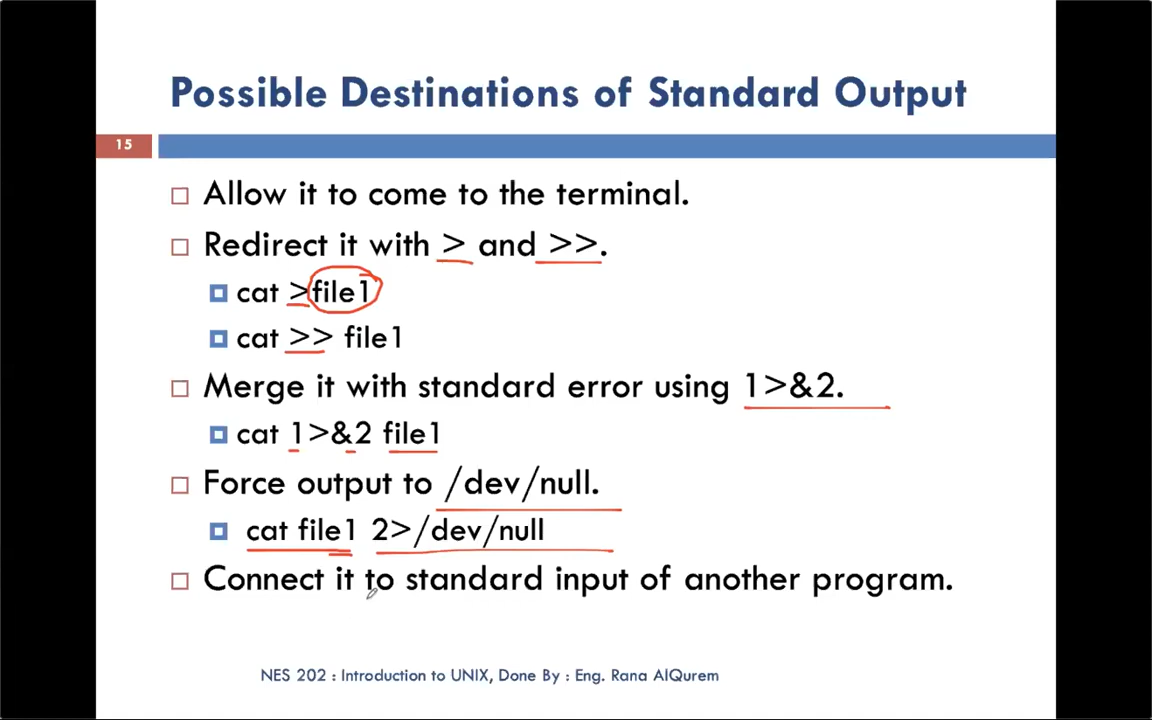 Possible Destinations of Standard Output
15
Allow it to come to the terminal.
Redirect it with > and >>.
cat >file1
cat >> file1
Merge it with standard error using 1>&2.
cat 1>&2 file1
Force output to /dev/null.
cat file1 2>/dev/null
Connect it to standard input of another program.
NES 202 : Introduction to UNIX, Done By : Eng. Rana AlQurem